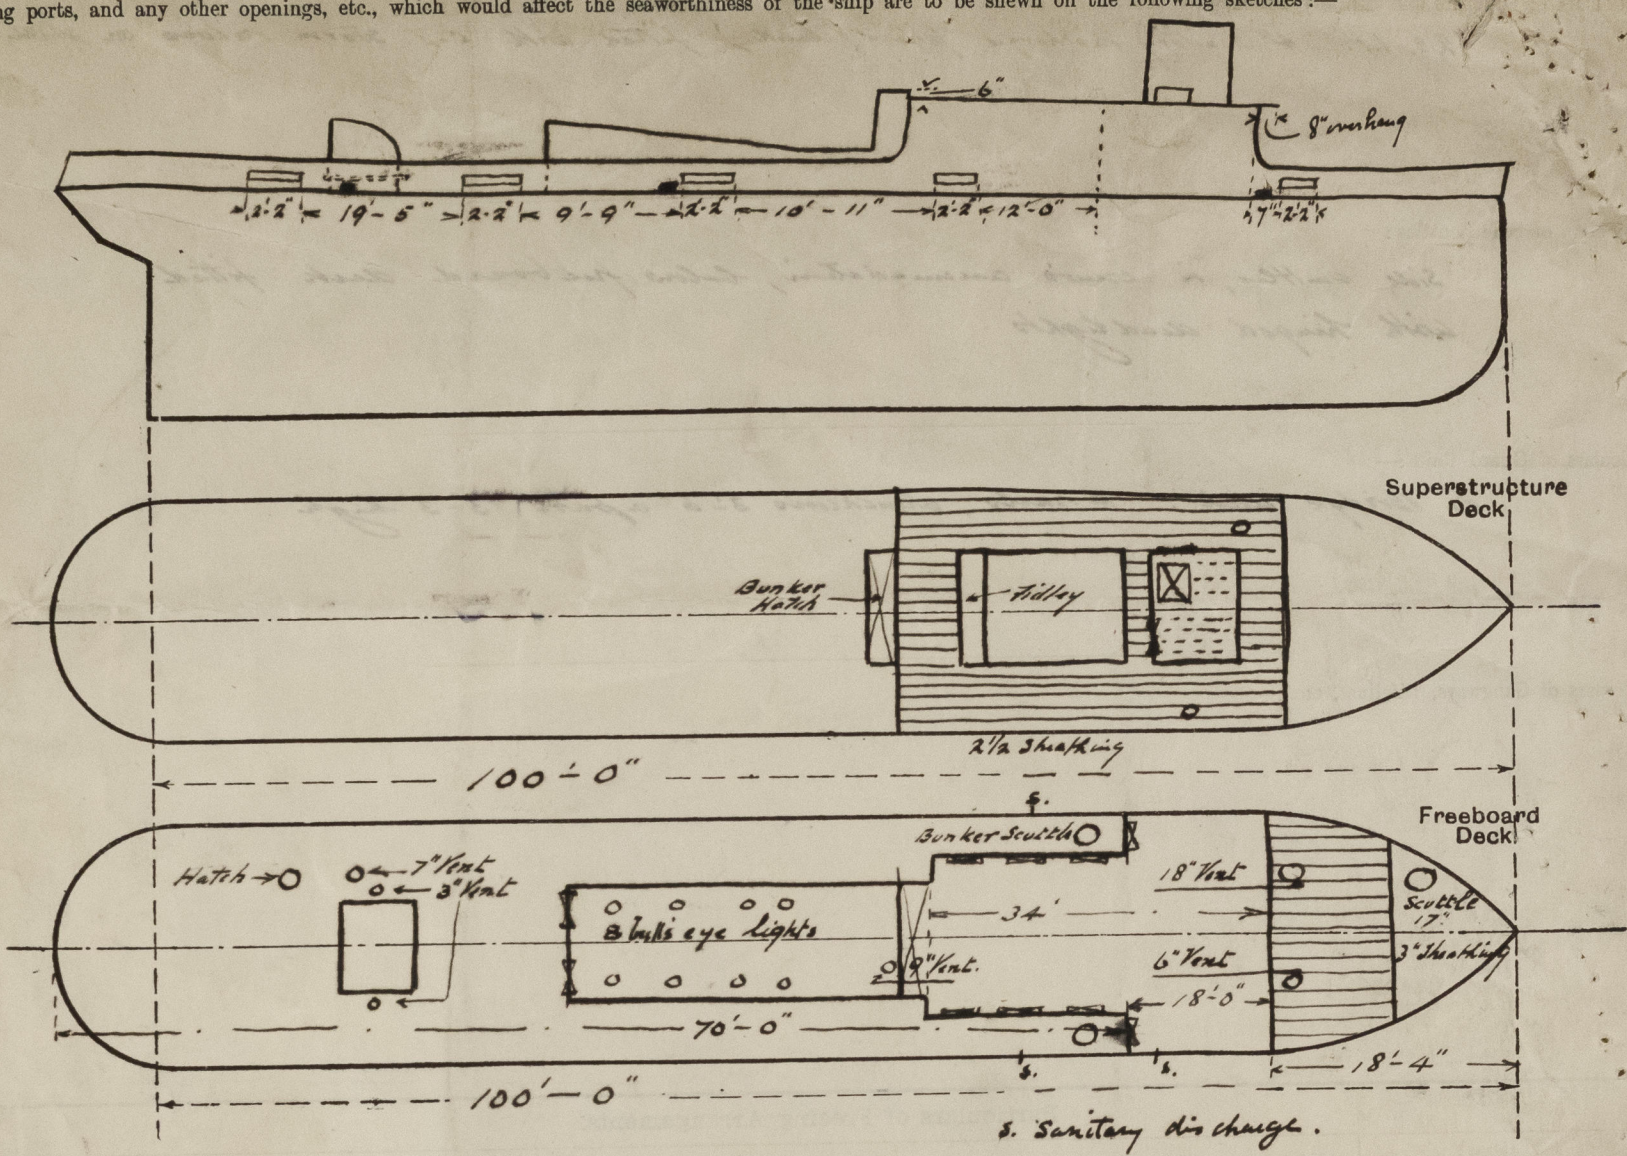 ng ports, and any other openings, etc., which would affect the seaworthiness of the ship are to be shewn on the following sketches:—
6"
8" overhang
2'-2" 19'-5" 2'-2" 9'-9" 2'-2" 10'-11" 2'-2" 12'-0" 7" 2'-2"
Superstructure
Deck
Bunker
Hatch
Fidley
2 1/2 Sheathing
100'-0"
s.
Freeboard
Deck
Bunker Scuttle
Hatch
7" Vent
3" Vent
18" Vent
Scuttle
17"
34'
8 bull's eye lights
9" Vent.
6" Vent
3" Sheathing
18'-0"
70'-0"
s. s.
18'-4"
100'-0"
s. Sanitary discharge.